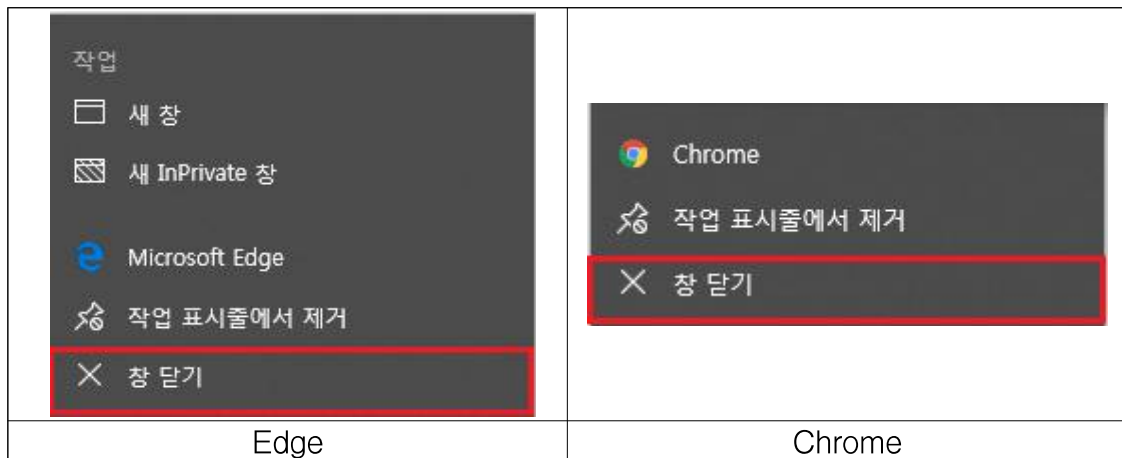 작업
새 창
새 InPrivate 창
Microsoft Edge
작업 표시줄에서 제거
창 닫기
Edge
Chrome
작업 표시줄에서 제거
창 닫기
Chrome